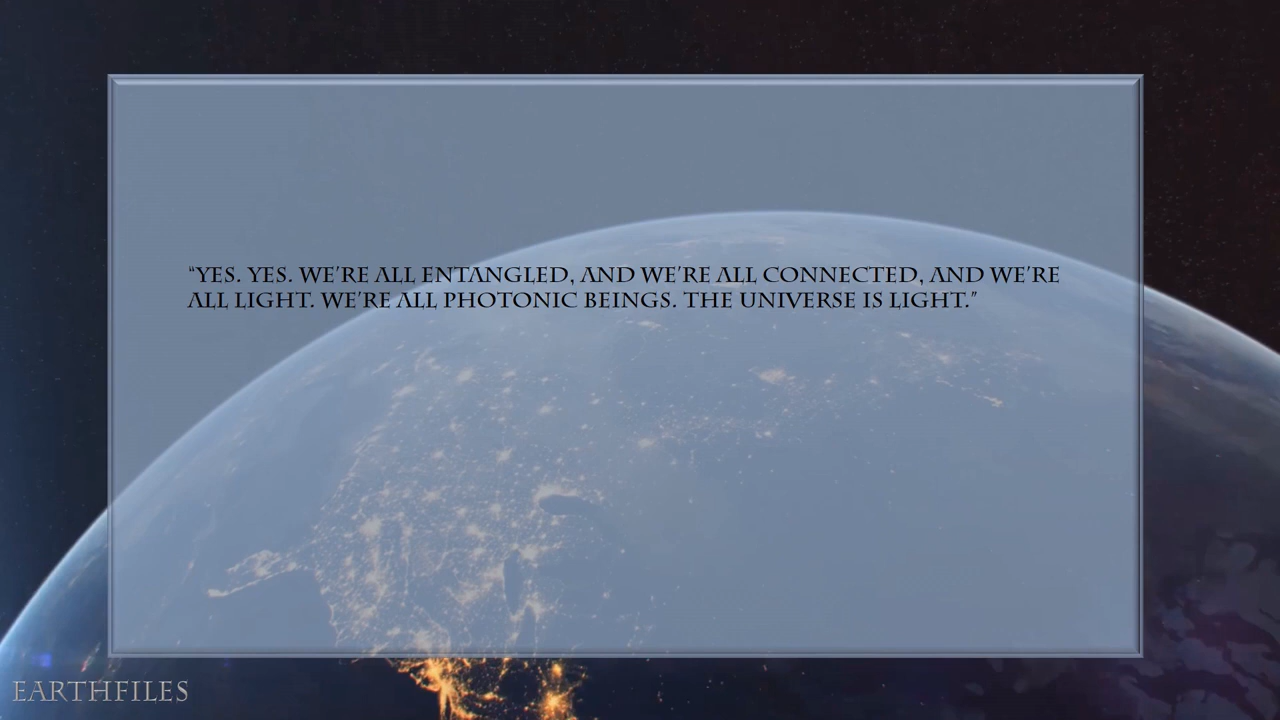 “YES. YES. WE'RE ALL ENTANGLED, AND WE'RE ALL CONNECTED, AND WE'RE
ALL LIGHT. WE'RE ALL PHOTONIC BEINGS. THE UNIVERSE IS LIGHT.”
EARTHFILES